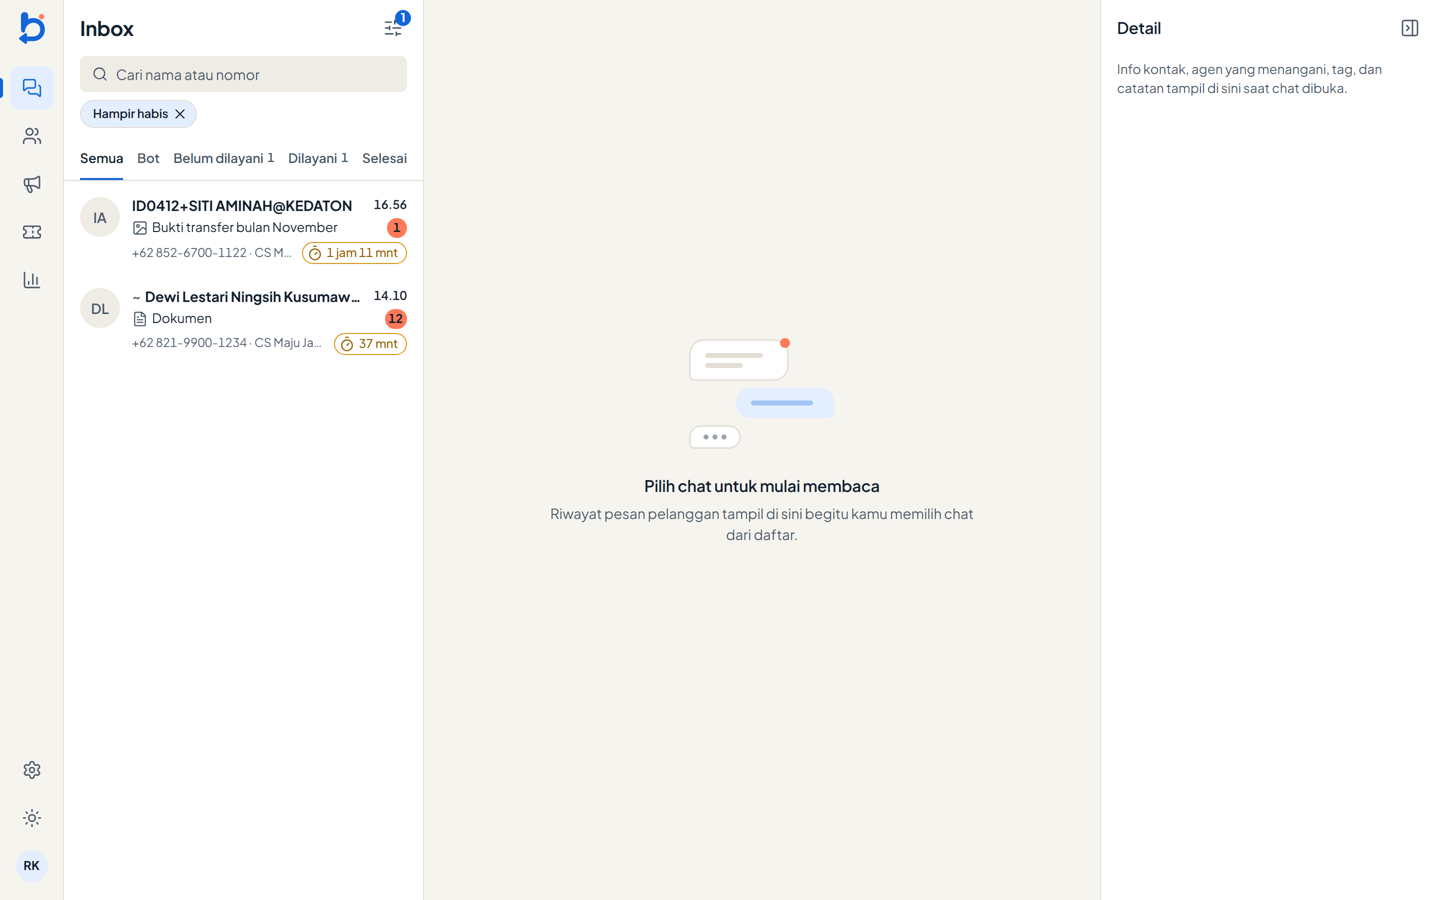 Inbox
1
Cari nama atau nomor
Hampir habis
Semua Bot Belum dilayani 1 Dilayani 1 Selesai
IA
ID0412+SITI AMINAH@KEDATON 16.56
Bukti transfer bulan November 1
+62 852-6700-1122 · CS M... 1 jam 11 mnt
DL
~ Dewi Lestari Ningsih Kusumaw... 14.10
Dokumen 12
+62 821-9900-1234 · CS Maju Ja... 37 mnt
RK
Pilih chat untuk mulai membaca
Riwayat pesan pelanggan tampil di sini begitu kamu memilih chat
dari daftar.
Detail
Info kontak, agen yang menangani, tag, dan
catatan tampil di sini saat chat dibuka.